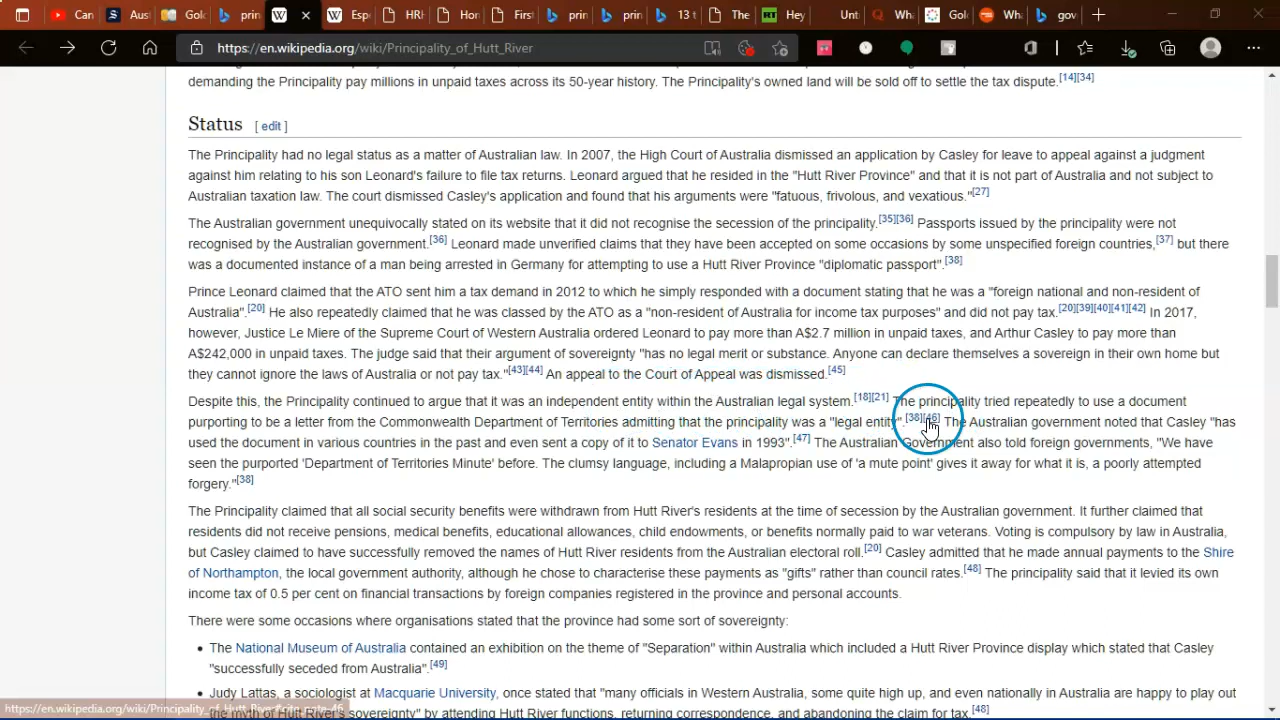 Can
Aus
Gol
prin
Esp
HRI
Hor
First
prin
prin
13 t
The
Hey
Unt
Wha
Gol
Wha
gov
https://en.wikipedia.org/wiki/Principality_of_Hutt_River
demanding the Principality pay millions in unpaid taxes across its 50-year history. The Principality's owned land will be sold off to settle the tax dispute.[14][34]
Status [ edit ]
The Principality had no legal status as a matter of Australian law. In 2007, the High Court of Australia dismissed an application by Casley for leave to appeal against a judgment
against him relating to his son Leonard's failure to file tax returns. Leonard argued that he resided in the "Hutt River Province" and that it is not part of Australia and not subject to
Australian taxation law. The court dismissed Casley's application and found that his arguments were "fatuous, frivolous, and vexatious."[27]
The Australian government unequivocally stated on its website that it did not recognise the secession of the principality.[35][36] Passports issued by the principality were not
recognised by the Australian government.[36] Leonard made unverified claims that they have been accepted on some occasions by some unspecified foreign countries,[37] but there
was a documented instance of a man being arrested in Germany for attempting to use a Hutt River Province "diplomatic passport".[38]
Prince Leonard claimed that the ATO sent him a tax demand in 2012 to which he simply responded with a document stating that he was a "foreign national and non-resident of
Australia".[20] He also repeatedly claimed that he was classed by the ATO as a "non-resident of Australia for income tax purposes" and did not pay tax.[20][39][40][41][42] In 2017,
however, Justice Le Miere of the Supreme Court of Western Australia ordered Leonard to pay more than A$2.7 million in unpaid taxes, and Arthur Casley to pay more than
A$242,000 in unpaid taxes. The judge said that their argument of sovereignty "has no legal merit or substance. Anyone can declare themselves a sovereign in their own home but
they cannot ignore the laws of Australia or not pay tax."[43][44] An appeal to the Court of Appeal was dismissed.[45]
Despite this, the Principality continued to argue that it was an independent entity within the Australian legal system.[18][21] The principality tried repeatedly to use a document
purporting to be a letter from the Commonwealth Department of Territories admitting that the principality was a "legal entity".[38][46] The Australian government noted that Casley "has
used the document in various countries in the past and even sent a copy of it to Senator Evans in 1993".[47] The Australian Government also told foreign governments, "We have
seen the purported 'Department of Territories Minute' before. The clumsy language, including a Malapropian use of 'a mute point' gives it away for what it is, a poorly attempted
forgery."[38]
The Principality claimed that all social security benefits were withdrawn from Hutt River's residents at the time of secession by the Australian government. It further claimed that
residents did not receive pensions, medical benefits, educational allowances, child endowments, or benefits normally paid to war veterans. Voting is compulsory by law in Australia,
but Casley claimed to have successfully removed the names of Hutt River residents from the Australian electoral roll.[20] Casley admitted that he made annual payments to the Shire
of Northampton, the local government authority, although he chose to characterise these payments as "gifts" rather than council rates.[48] The principality said that it levied its own
income tax of 0.5 per cent on financial transactions by foreign companies registered in the province and personal accounts.
There were some occasions where organisations stated that the province had some sort of sovereignty:
• The National Museum of Australia contained an exhibition on the theme of "Separation" within Australia which included a Hutt River Province display which stated that Casley
"successfully seceded from Australia".[49]
• Judy Lattas, a sociologist at Macquarie University, once stated that "many officials in Western Australia, some quite high up, and even nationally in Australia are happy to play out
the myth of Hutt River's sovereignty" by attending Hutt River functions, returning correspondence, and abandoning the claim for tax.[48]
https://en.wikipedia.org/wiki/Principality_of_Hutt_River#cite_note-46